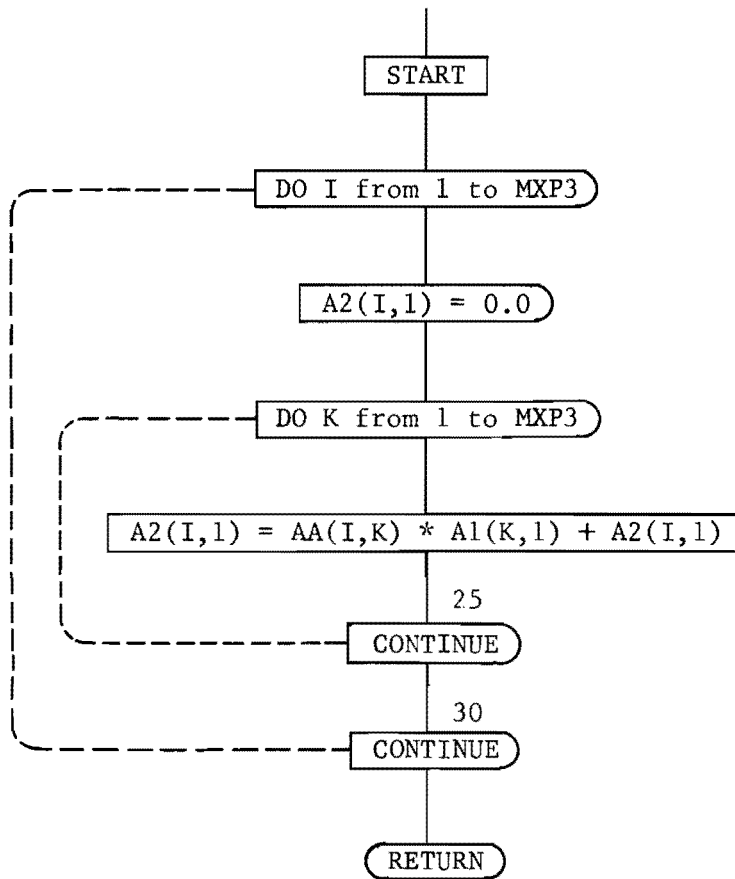 START
DO I from 1 to MXP3
A2(I,1) = 0.0
DO K from 1 to MXP3
A2(I,1) = AA(I,K) * A1(K,1) + A2(I,1)
25
CONTINUE
30
CONTINUE
RETURN